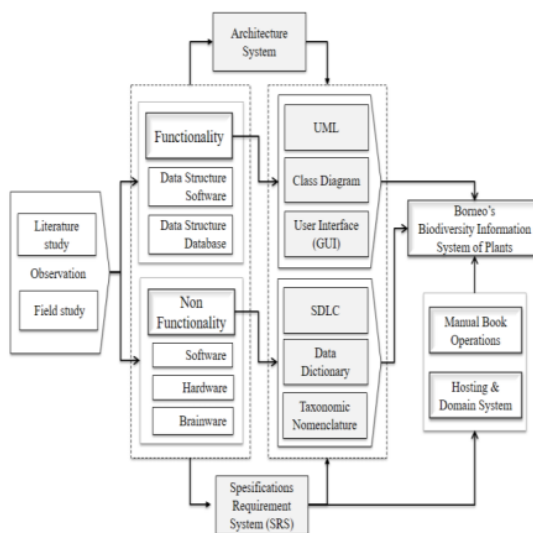 Architecture
System
Literature study
Observation
Field study
Functionality
Data Structure
Software
Data Structure
Database
Non
Functionality
Software
Hardware
Brainware
UML
Class Diagram
User Interface
(GUI)
SDLC
Data
Dictionary
Taxonomic
Nomenclature
Spesifications
Requirement
System (SRS)
Borneo's
Biodiversity Information
System of Plants
Manual Book
Operations
Hosting &
Domain System